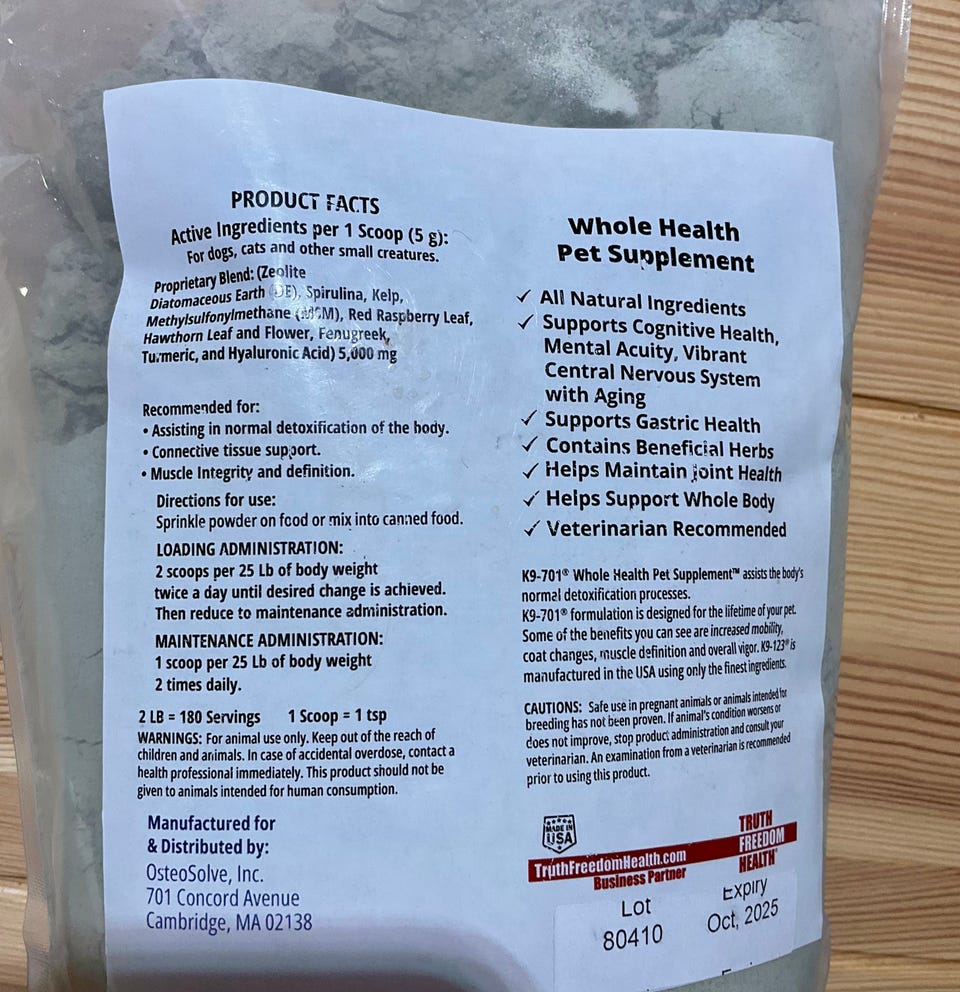 PRODUCT FACTS
Active Ingredients per 1 Scoop (5 g):
For dogs, cats and other small creatures.
Proprietary Blend: (Zeolite
Diatomaceous Earth (DE), Spirulina, Kelp,
Methylsulfonylmethane (MSM), Red Raspberry Leaf,
Hawthorn Leaf and Flower, Fenugreek,
Turmeric, and Hyaluronic Acid) 5,000 mg
Recommended for:
• Assisting in normal detoxification of the body.
• Connective tissue support.
• Muscle Integrity and definition.
Directions for use:
Sprinkle powder on food or mix into canned food.
LOADING ADMINISTRATION:
2 scoops per 25 Lb of body weight
twice a day until desired change is achieved.
Then reduce to maintenance administration.
MAINTENANCE ADMINISTRATION:
1 scoop per 25 Lb of body weight
2 times daily.
2 LB = 180 Servings 1 Scoop = 1 tsp
WARNINGS: For animal use only. Keep out of the reach of
children and animals. In case of accidental overdose, contact a
health professional immediately. This product should not be
given to animals intended for human consumption.
Manufactured for
& Distributed by:
OsteoSolve, Inc.
701 Concord Avenue
Cambridge, MA 02138
Whole Health
Pet Supplement
✓ All Natural Ingredients
✓ Supports Cognitive Health,
Mental Acuity, Vibrant
Central Nervous System
with Aging
✓ Supports Gastric Health
✓ Contains Beneficial Herbs
✓ Helps Maintain Joint Health
✓ Helps Support Whole Body
✓ Veterinarian Recommended
K9-701® Whole Health Pet Supplement™ assists the body's
normal detoxification processes.
K9-701® formulation is designed for the lifetime of your pet.
Some of the benefits you can see are increased mobility,
coat changes, muscle definition and overall vigor. K9-123® is
manufactured in the USA using only the finest ingredients.
CAUTIONS: Safe use in pregnant animals or animals intended for
breeding has not been proven. If animal's condition worsens or
does not improve, stop product administration and consult your
veterinarian. An examination from a veterinarian is recommended
prior to using this product.
MADE IN
USA
TruthFreedomHealth.com
Business Partner
TRUTH
FREEDOM
HEALTH®
Lot
80410
Expiry
Oct, 2025